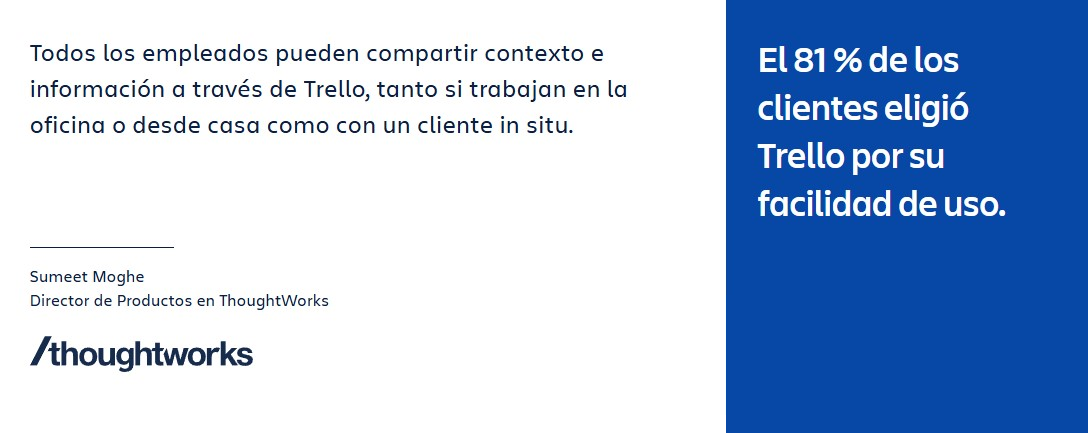 Todos los empleados pueden compartir contexto e
información a través de Trello, tanto si trabajan en la
oficina o desde casa como con un cliente in situ.
Sumeet Moghe
Director de Productos en ThoughtWorks
/thoughtworks
El 81 % de los
clientes eligió
Trello por su
facilidad de uso.